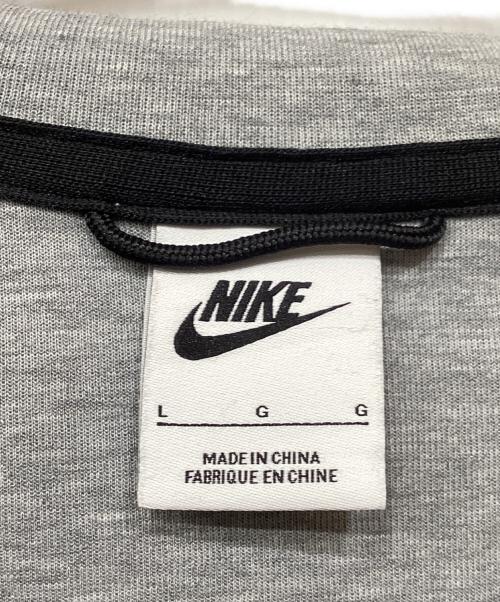 NIKE
L G G
MADE IN CHINA
FABRIQUE EN CHINE